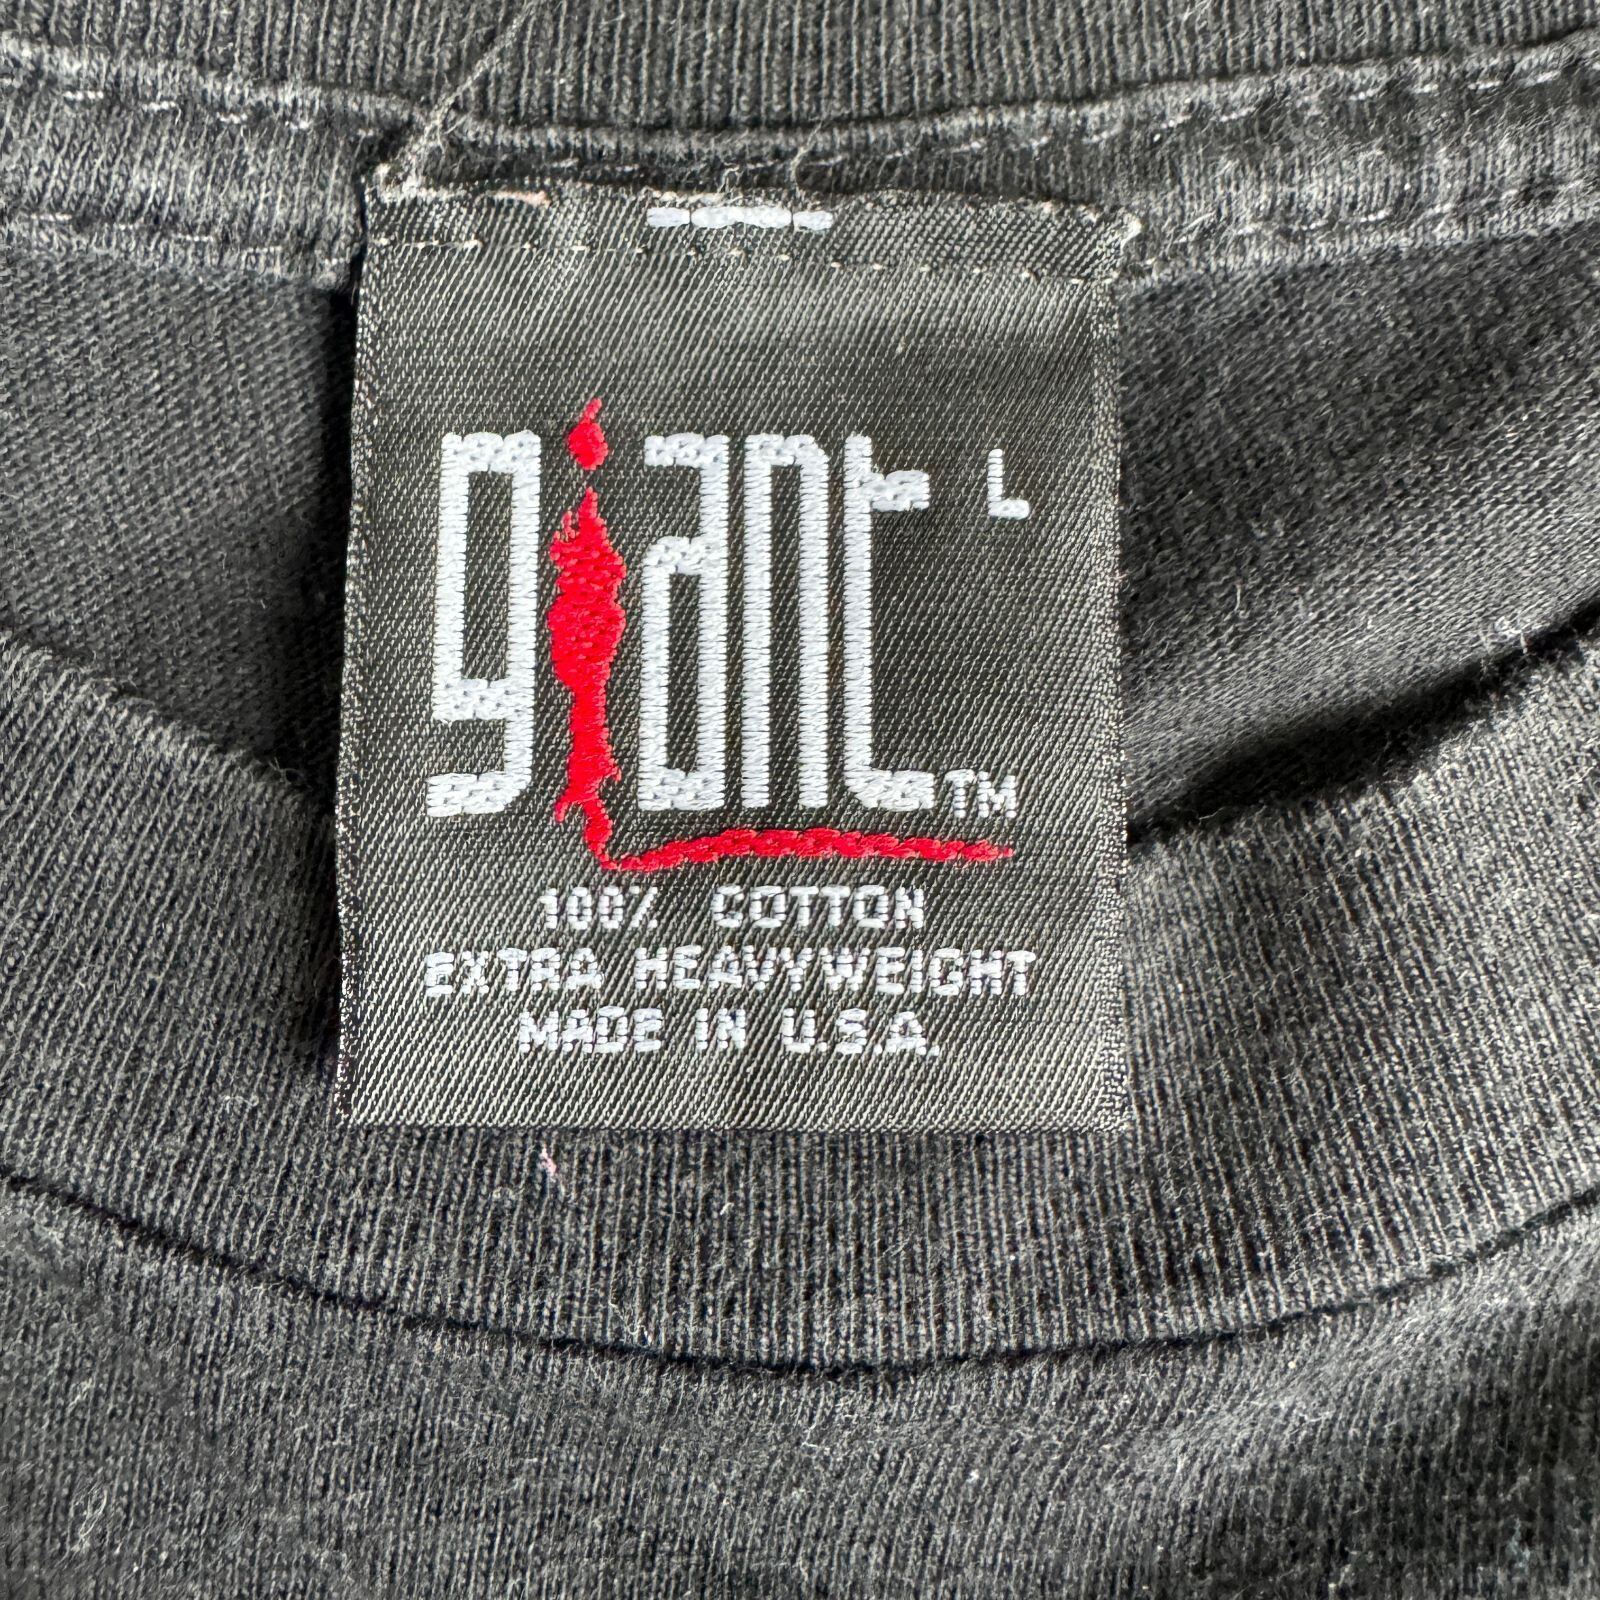 giant L
TM
100% COTTON
EXTRA HEAVYWEIGHT
MADE IN U.S.A.